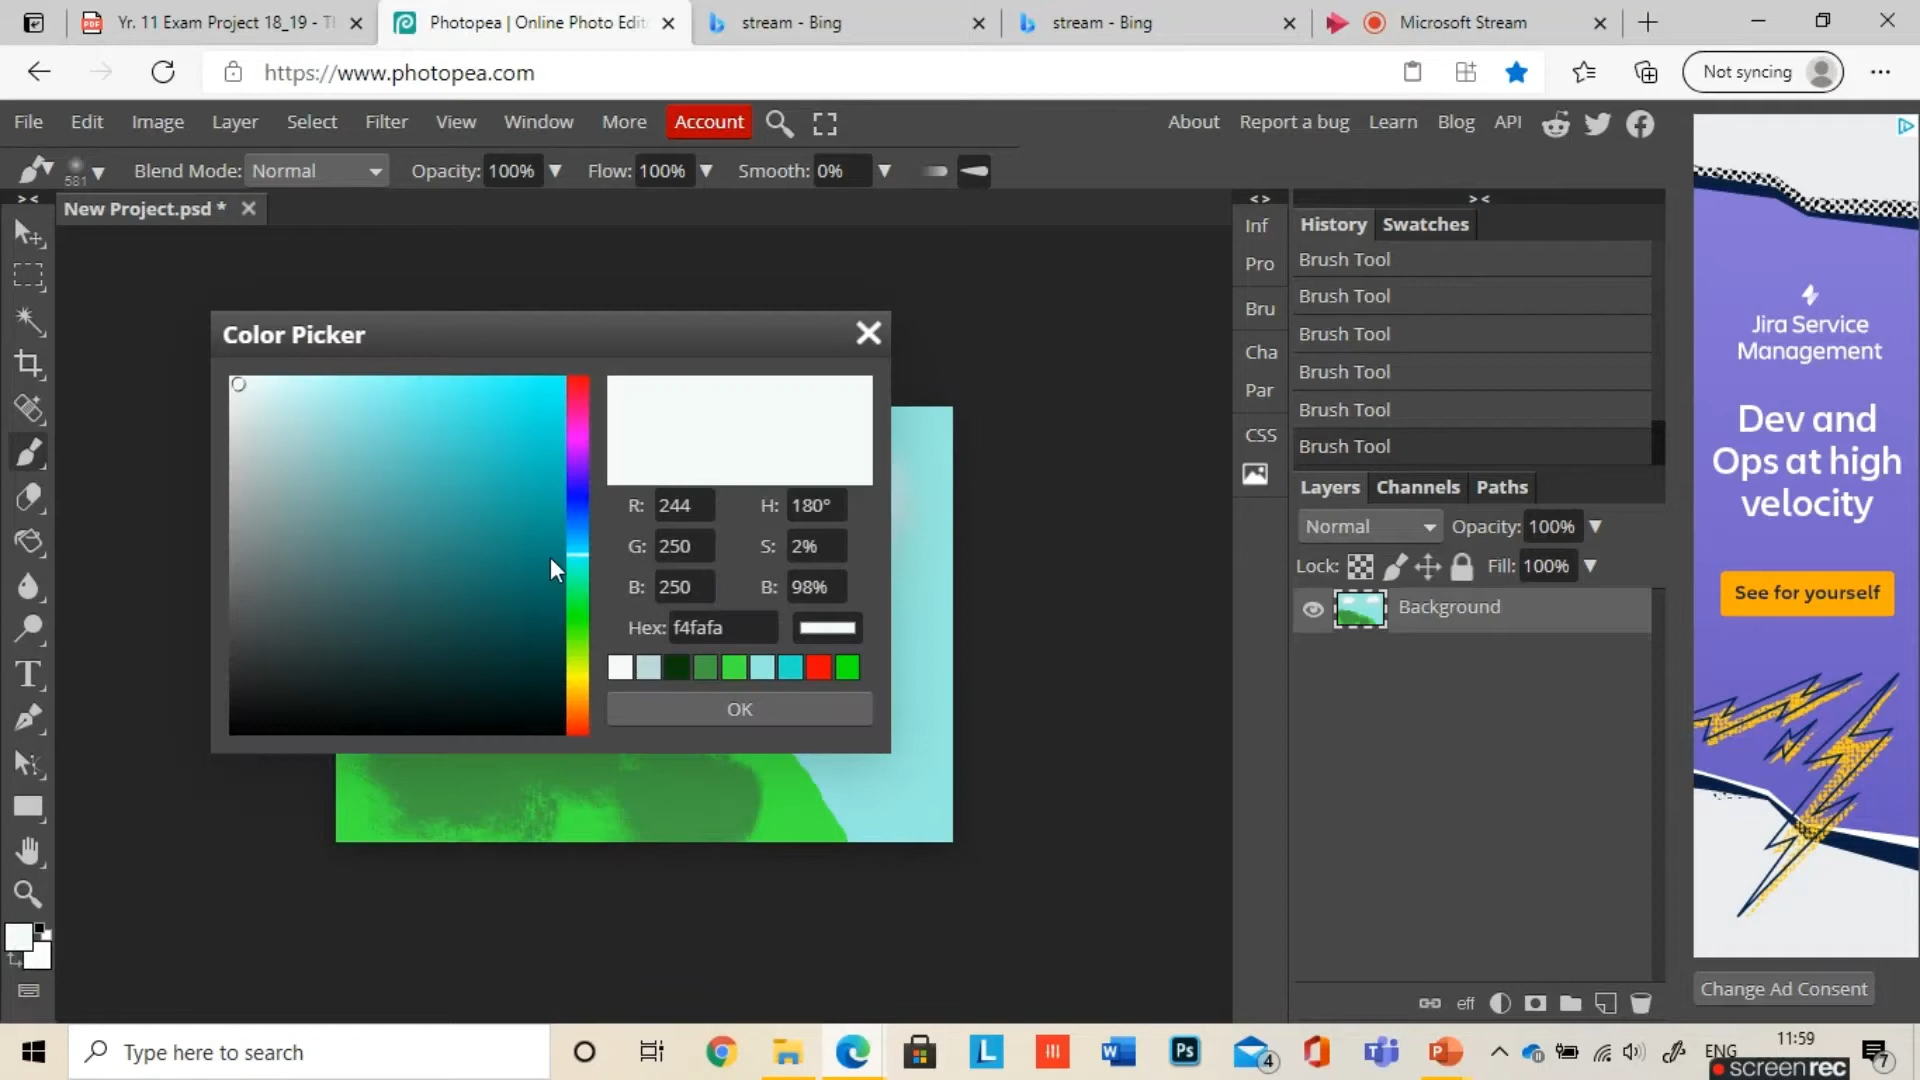 Yr. 11 Exam Project 18_19 - Th
Photopea | Online Photo Edit
stream - Bing
stream - Bing
Microsoft Stream
https://www.photopea.com
Not syncing
File Edit Image Layer Select Filter View Window More Account
About Report a bug Learn Blog API
581 Blend Mode: Normal Opacity: 100% Flow: 100% Smooth: 0%
New Project.psd *
Color Picker
R: 244 H: 180°
G: 250 S: 2%
B: 250 B: 98%
Hex: f4fafa
OK
Inf
Pro
Bru
Cha
Par
CSS
History Swatches
Brush Tool
Brush Tool
Brush Tool
Brush Tool
Brush Tool
Brush Tool
Layers Channels Paths
Normal Opacity: 100%
Lock: Fill: 100%
Background
eff
Jira Service
Management
Dev and
Ops at high
velocity
See for yourself
Change Ad Consent
Type here to search
4
ENG
11:59
7
screenrec